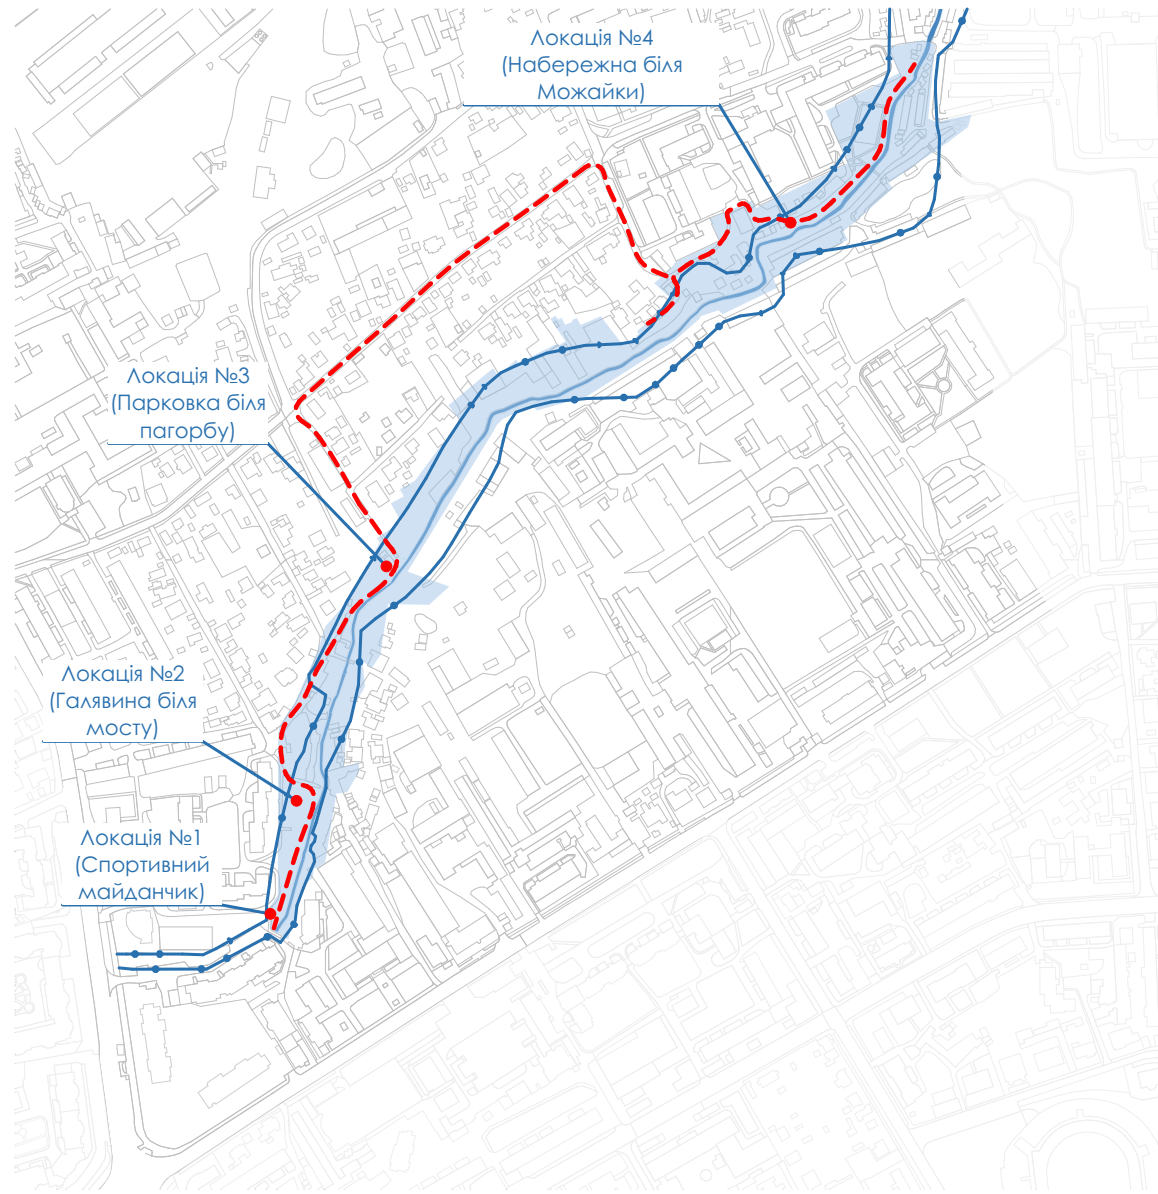 Локація №4
(Набережна біля
Можайки)
Локація №3
(Парковка біля
пагорбу)
Локація №2
(Галявина біля
мосту)
Локація №1
(Спортивний
майданчик)